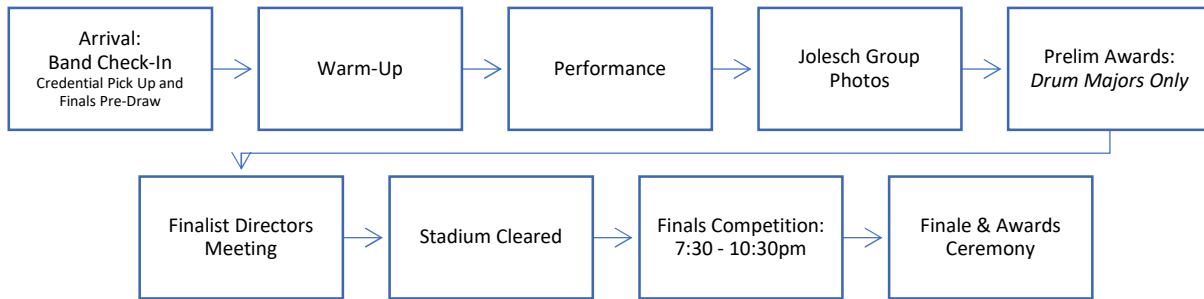 Arrival:
Band Check-In
Credential Pick Up and
Finals Pre-Draw
Warm-Up
Performance
Jolesch Group
Photos
Prelim Awards:
Drum Majors Only
Finalist Directors
Meeting
Stadium Cleared
Finals Competition:
7:30 - 10:30pm
Finale & Awards
Ceremony